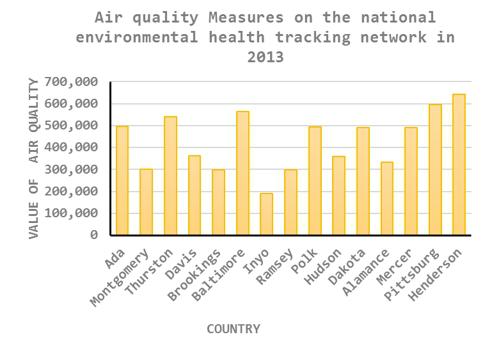 Air quality Measures on the national
environmental health tracking network in
2013
VALUE OF AIR QUALITY
700,000
600,000
500,000
400,000
300,000
200,000
100,000
0
Ada
Montgomery
Thurston
Davis
Brookings
Baltimore
Inyo
Ramsey
Polk
Hudson
Dakota
Alamance
Mercer
Pittsburg
Henderson
COUNTRY